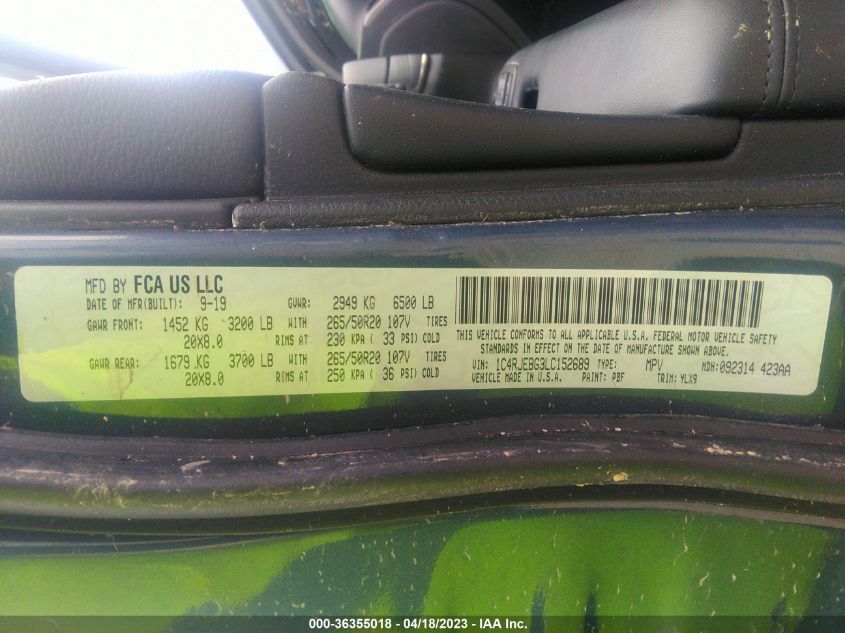 MFD BY FCA US LLC
DATE OF MFR(BUILT): 9-19 GVWR: 2949 KG 6500 LB
GAWR FRONT: 1452 KG 3200 LB WITH 265/50R20 107V TIRES
20X8.0 RIMS AT 230 KPA ( 33 PSI) COLD
GAWR REAR: 1679 KG 3700 LB WITH 265/50R20 107V TIRES
20X8.0 RIMS AT 250 KPA ( 36 PSI) COLD
THIS VEHICLE CONFORMS TO ALL APPLICABLE U.S.A. FEDERAL MOTOR VEHICLE SAFETY
STANDARDS IN EFFECT ON THE DATE OF MANUFACTURE SHOWN ABOVE.
VIN: 1C4RJEBG3LC152689 TYPE: MPV MDH: 092314 423AA
VEHICLE MADE IN U.S.A. PAINT: PBF TRIM: YLX9
000-36355018 - 04/18/2023 - IAA Inc.